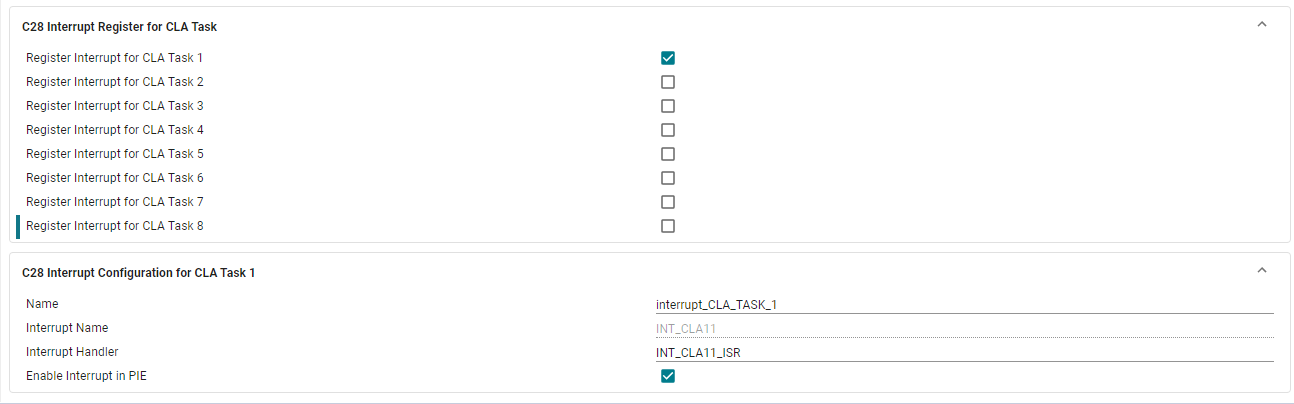 C28 Interrupt Register for CLA Task
Register Interrupt for CLA Task 1
Register Interrupt for CLA Task 2
Register Interrupt for CLA Task 3
Register Interrupt for CLA Task 4
Register Interrupt for CLA Task 5
Register Interrupt for CLA Task 6
Register Interrupt for CLA Task 7
Register Interrupt for CLA Task 8
C28 Interrupt Configuration for CLA Task 1
Name interrupt_CLA_TASK_1
Interrupt Name INT_CLA11
Interrupt Handler INT_CLA11_ISR
Enable Interrupt in PIE